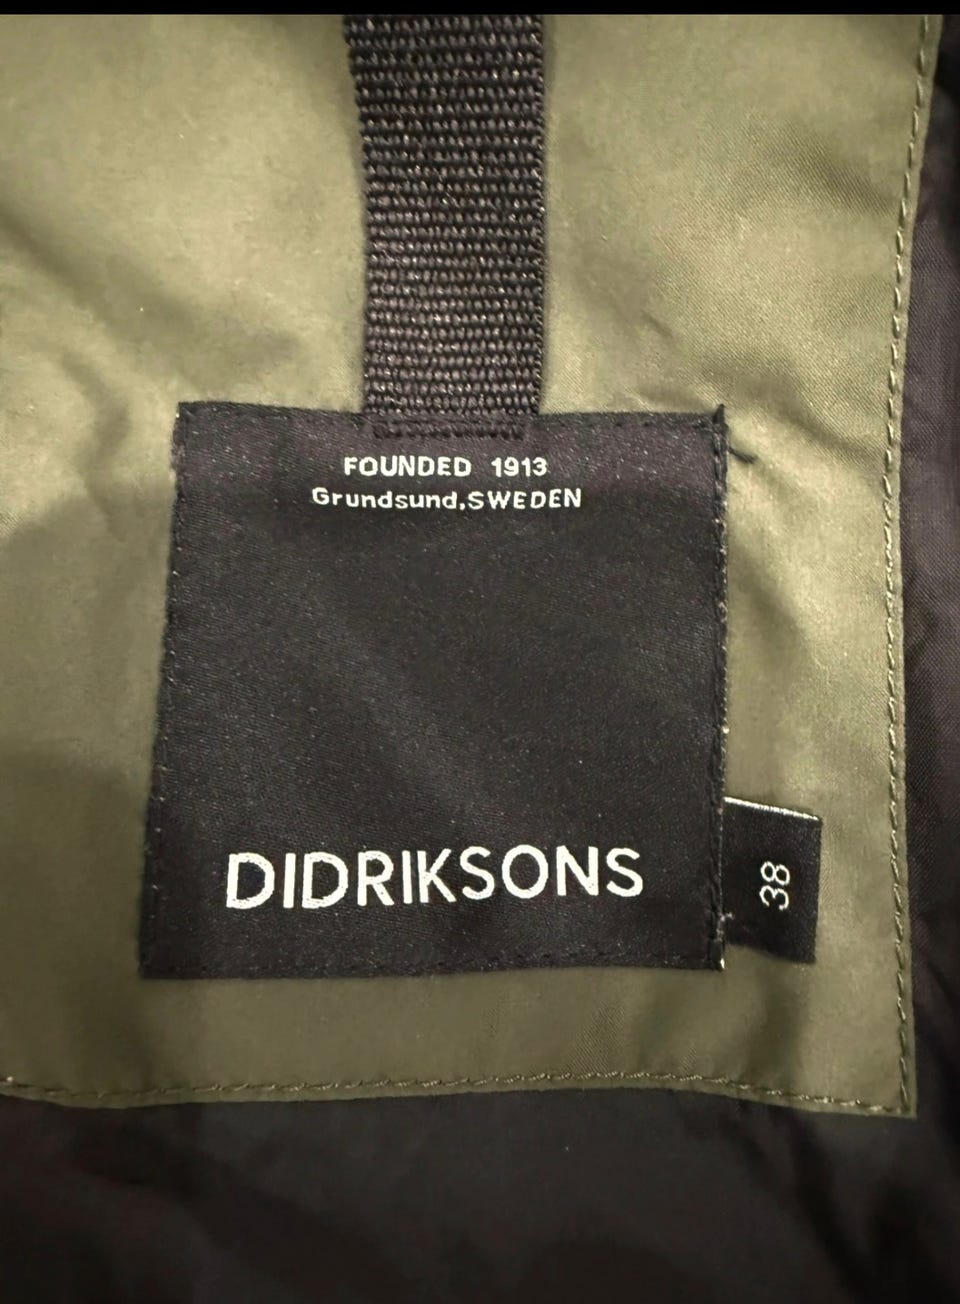 FOUNDED 1913
Grundsund,SWEDEN
DIDRIKSONS
38